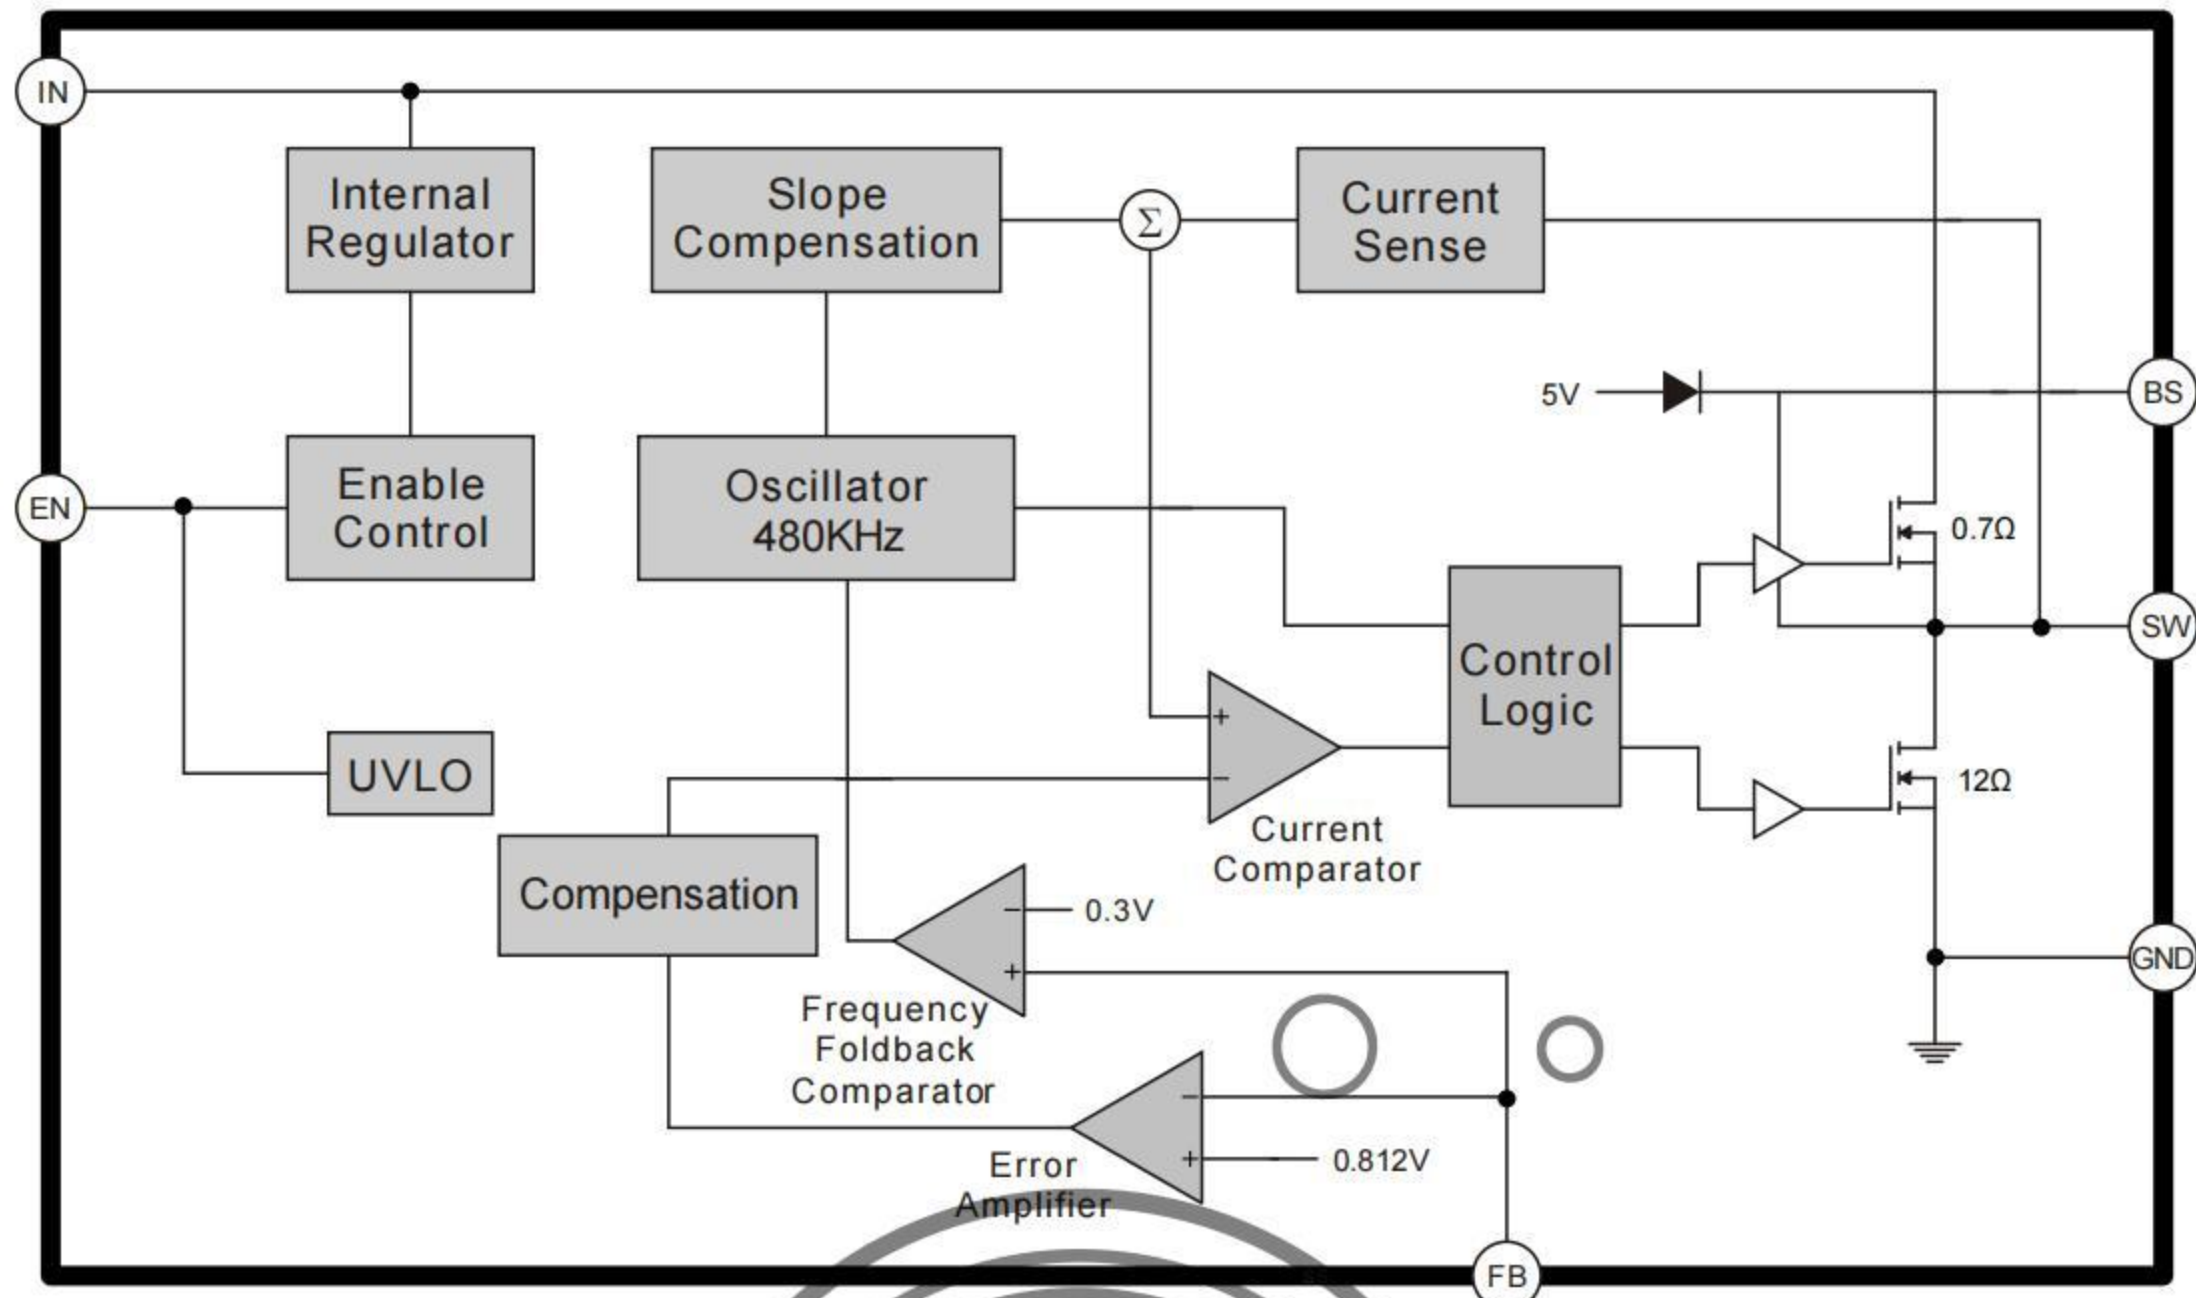 IN
Internal
Regulator
Slope
Compensation
Σ
Current
Sense
5V
BS
EN
Enable
Control
Oscillator
480KHz
0.7Ω
SW
Control
Logic
+
−
UVLO
12Ω
Current
Comparator
Compensation
−
0.3V
+
GND
Frequency
Foldback
Comparator
−
+
0.812V
Error
Amplifier
FB